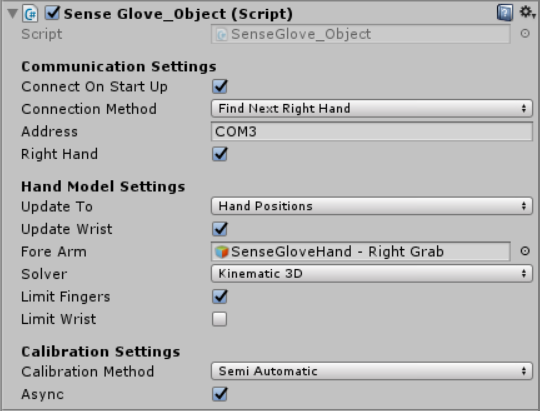 Sense Glove_Object (Script)
Script SenseGlove_Object
Communication Settings
Connect On Start Up
Connection Method Find Next Right Hand
Address COM3
Right Hand
Hand Model Settings
Update To Hand Positions
Update Wrist
Fore Arm SenseGloveHand - Right Grab
Solver Kinematic 3D
Limit Fingers
Limit Wrist
Calibration Settings
Calibration Method Semi Automatic
Async